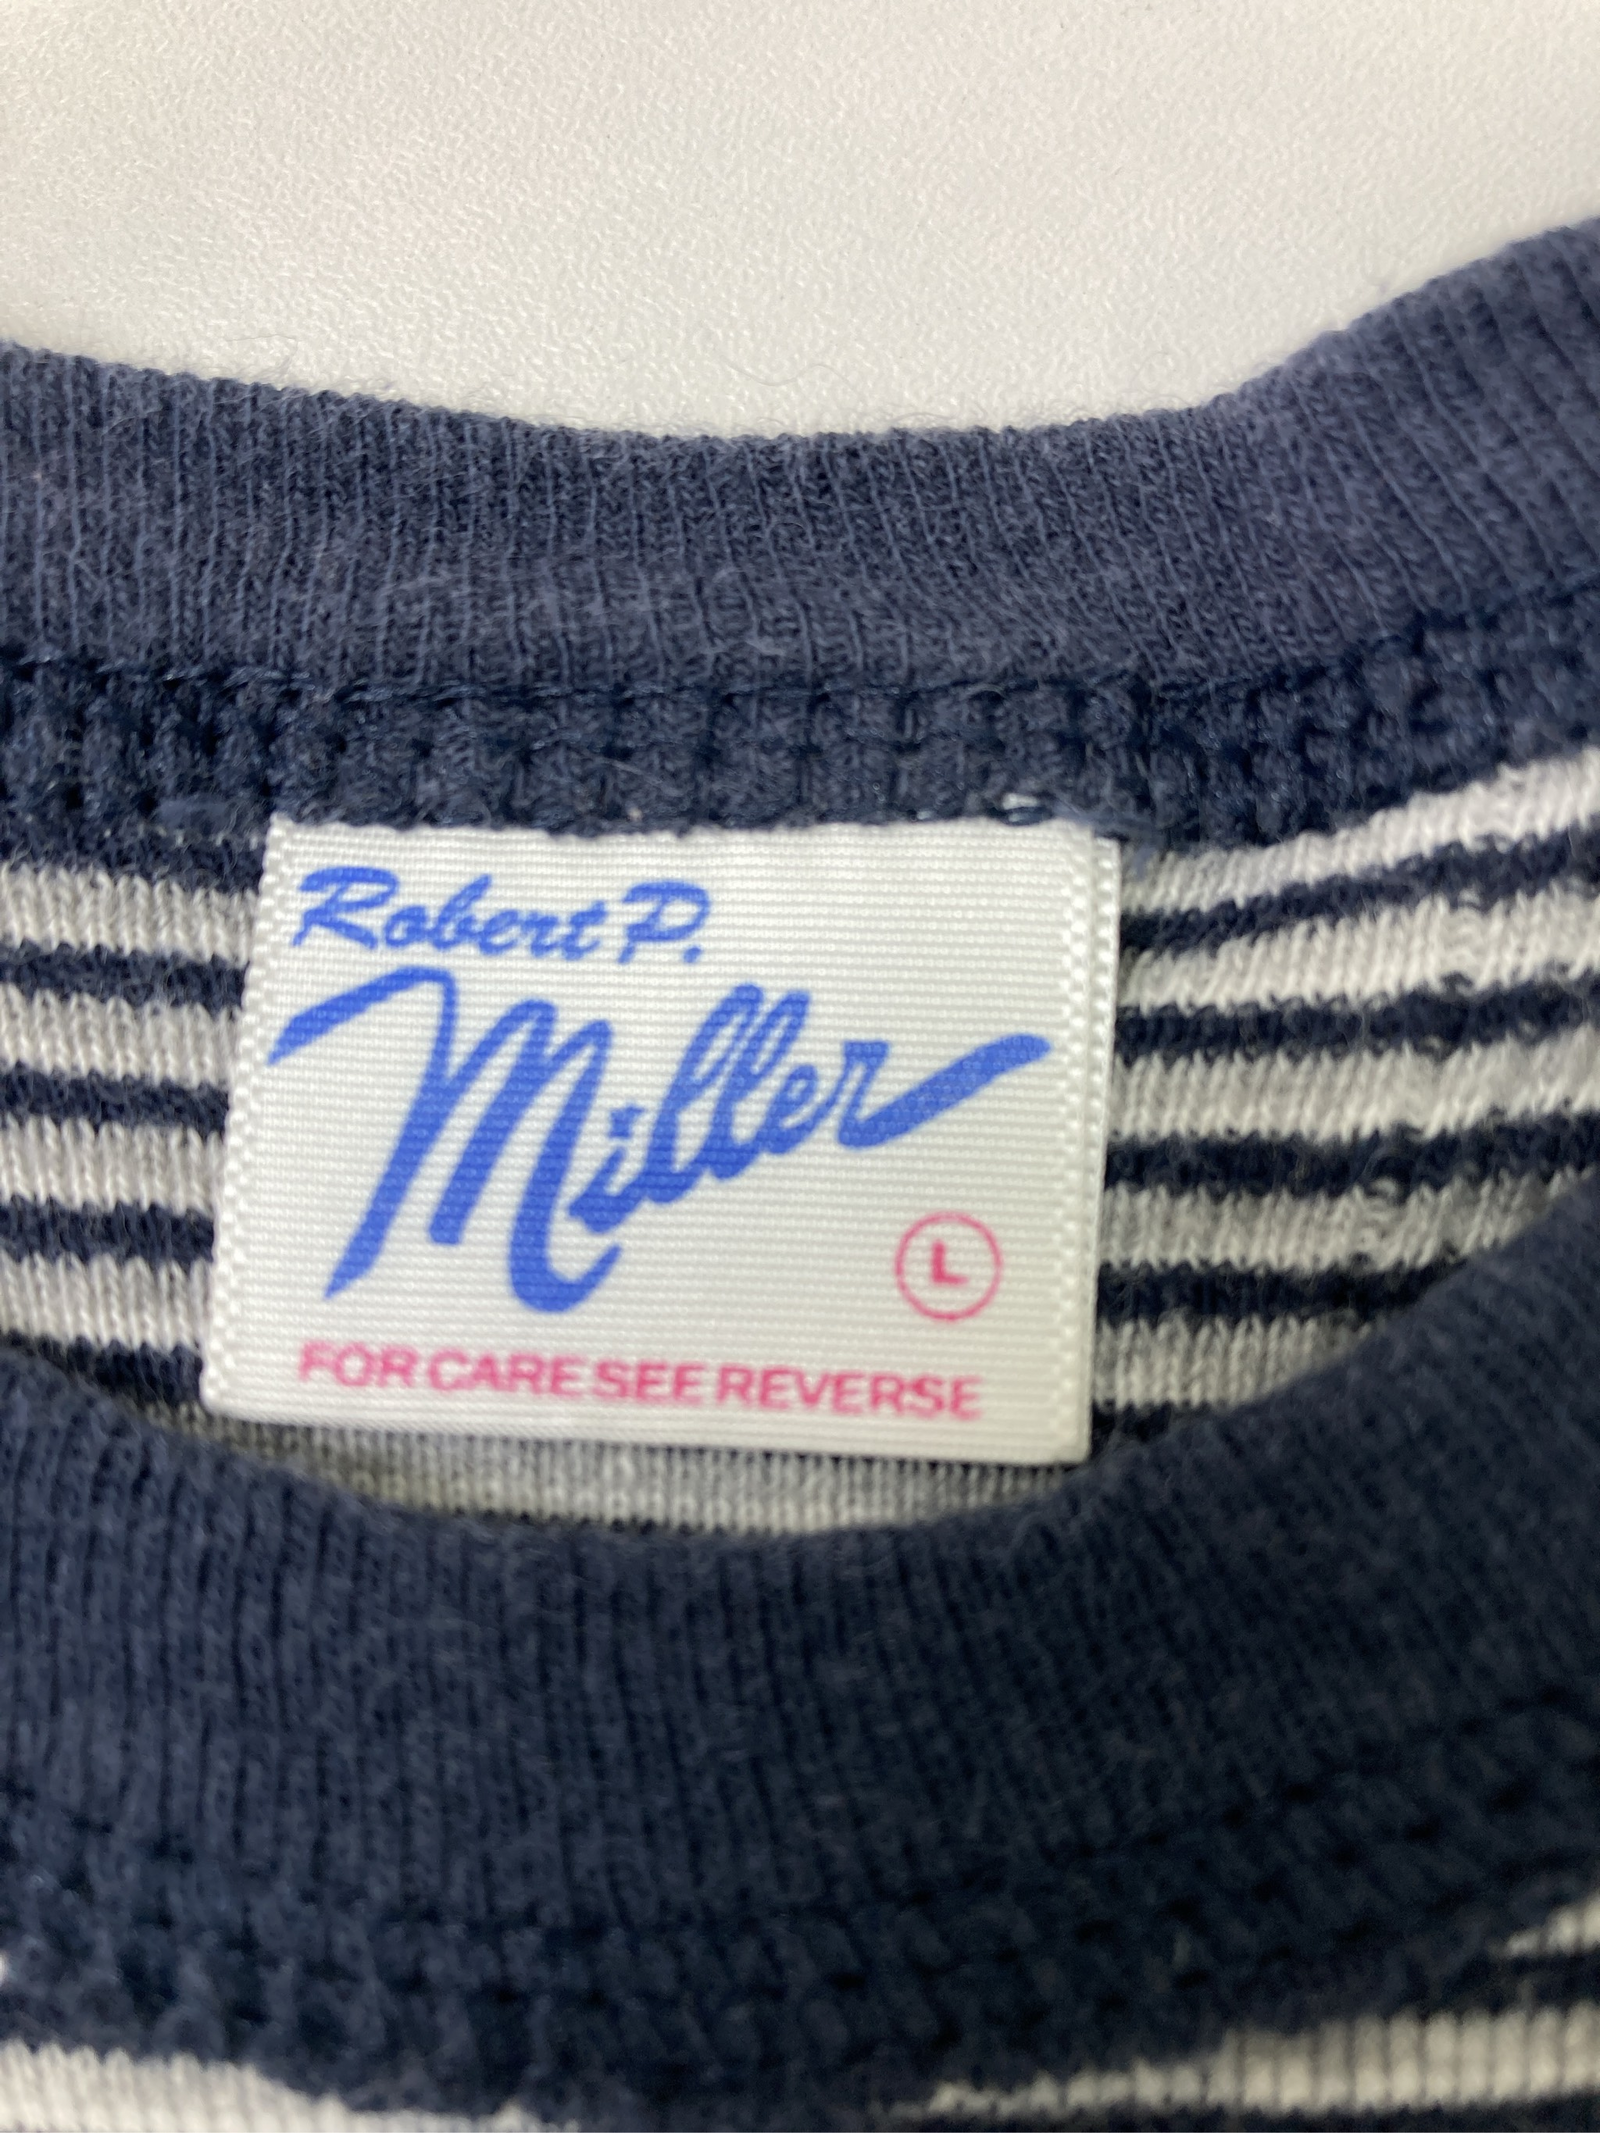 Robert P.
Miller
L
FOR CARE SEE REVERSE